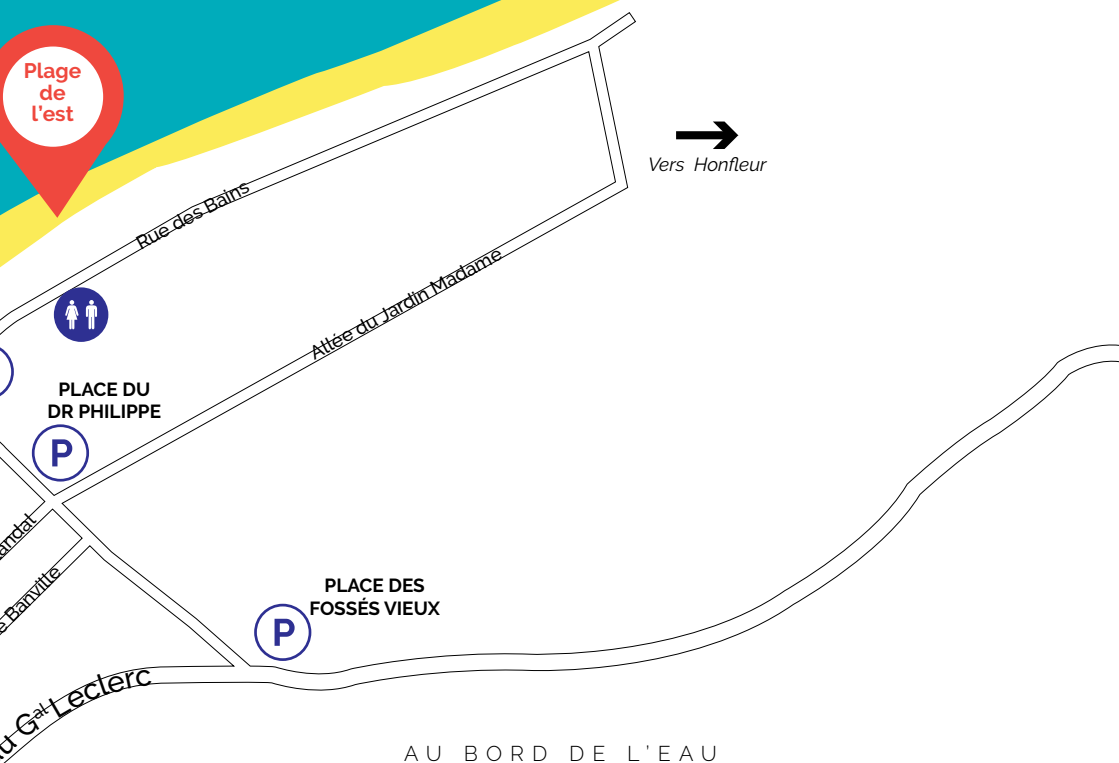 Plage
de
l'est
Vers Honfleur
Rue des Bains
Allée du Jardin Madame
PLACE DU
DR PHILIPPE
P
Banville
PLACE DES
FOSSÉS VIEUX
P
Gal Leclerc
AU BORD DE L'EAU